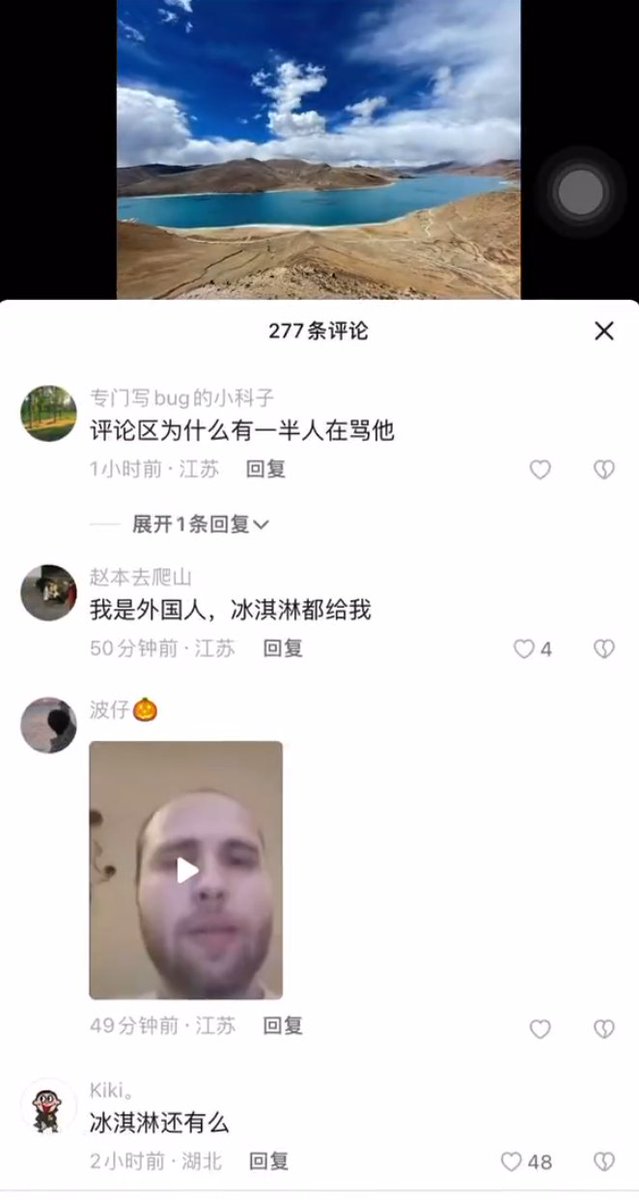 277条评论
专门写bug的小科子
评论区为什么有一半人在骂他
1小时前·江苏 回复
展开1条回复
赵本去爬山
我是外国人，冰淇淋都给我
50分钟前·江苏 回复 4
波仔🎃
49分钟前·江苏 回复
Kiki。
冰淇淋还有么
2小时前·湖北 回复 48